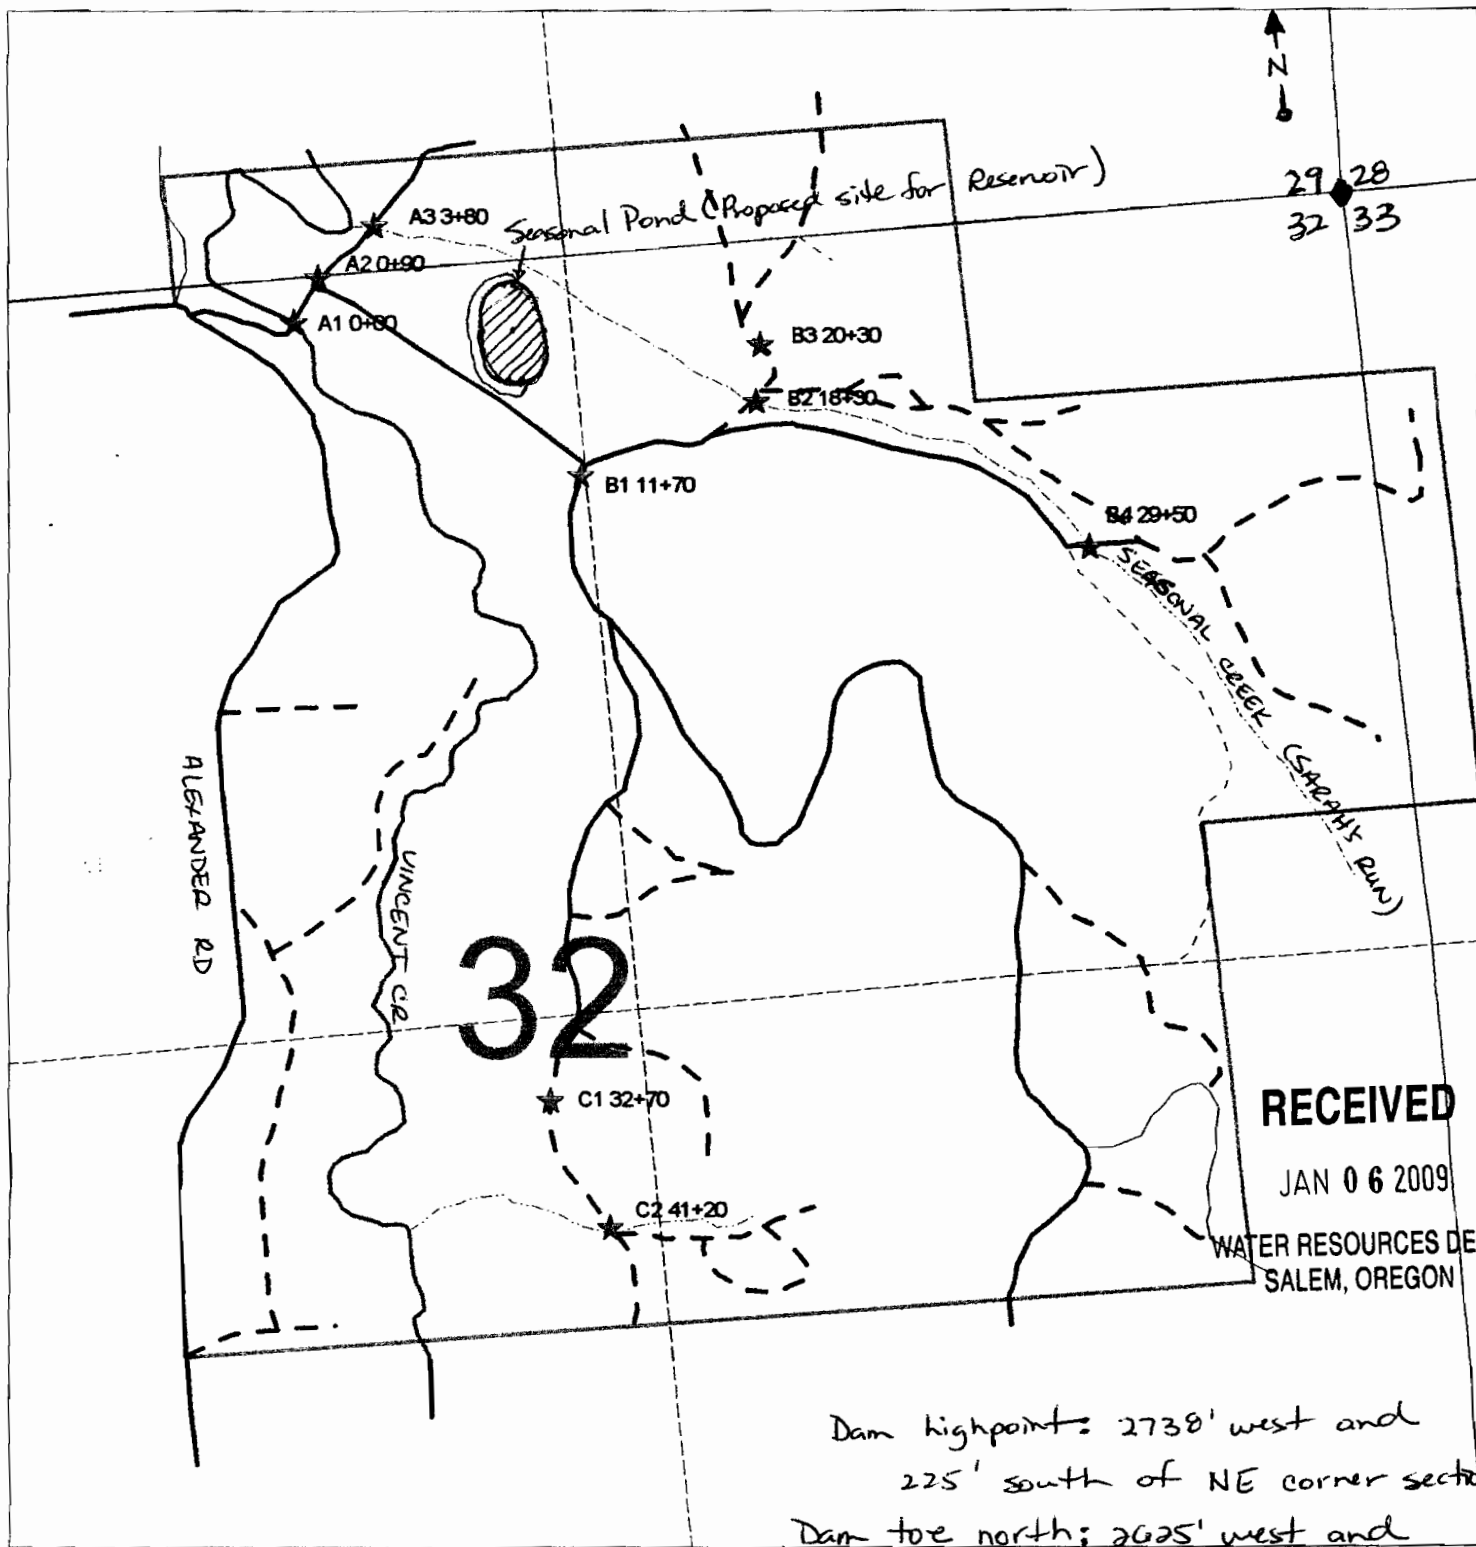 N
29 28
32 33
Seasonal Pond (Proposed site for Reservoir)
A3 3+80
A2 0+90
A1 0+00
B3 20+30
B2 18+30
B1 11+70
29+50
SEASONAL CREEK (SARAHS RUN)
ALEXANDER RD
VINCENT CR
32
C1 32+70
C2 41+20
RECEIVED
JAN 06 2009
WATER RESOURCES DE
SALEM, OREGON
Dam highpoint: 2738' west and
225' south of NE corner sectio
Dam toe north: 2625' west and